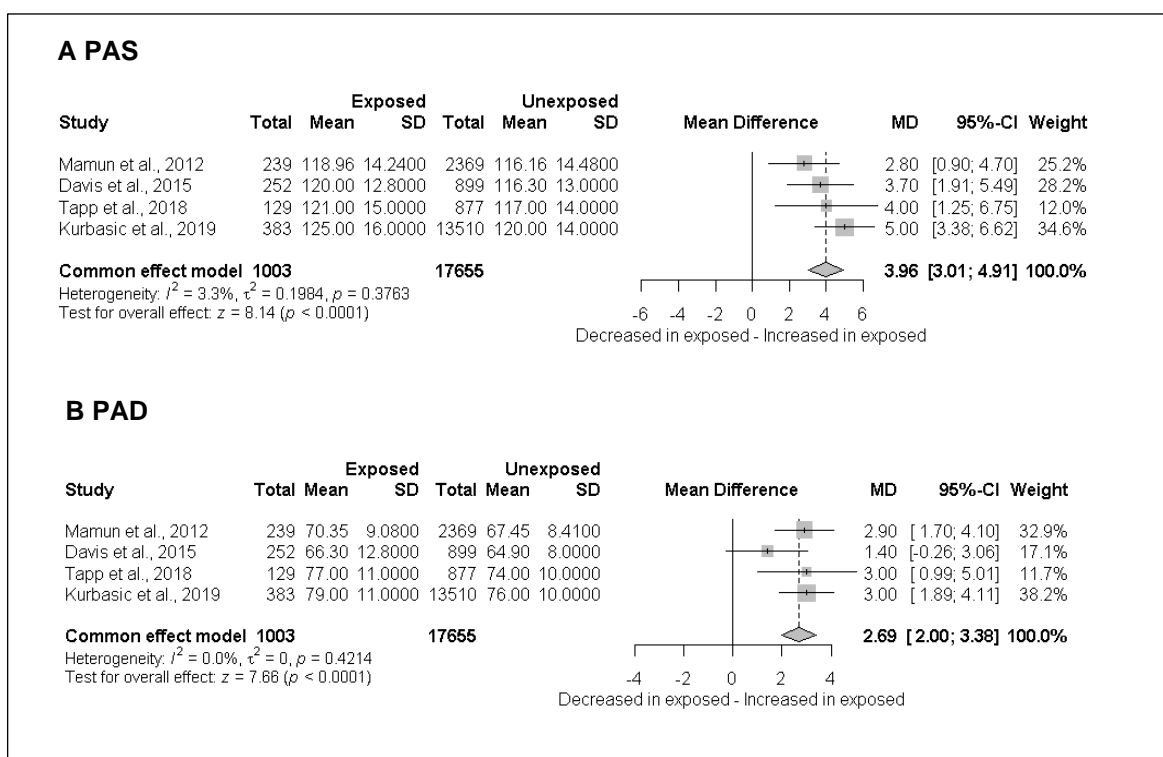 A PAS
Exposed Unexposed
Study Total Mean SD Total Mean SD Mean Difference MD 95%-CI Weight
Mamun et al., 2012 239 118.96 14.2400 2369 116.16 14.4800 2.80 [0.90; 4.70] 25.2%
Davis et al., 2015 252 120.00 12.8000 899 116.30 13.0000 3.70 [1.91; 5.49] 28.2%
Tapp et al., 2018 129 121.00 15.0000 877 117.00 14.0000 4.00 [1.25; 6.75] 12.0%
Kurbasic et al., 2019 383 125.00 16.0000 13510 120.00 14.0000 5.00 [3.38; 6.62] 34.6%
Common effect model 1003 17655 3.96 [3.01; 4.91] 100.0%
Heterogeneity: I² = 3.3%, τ² = 0.1984, p = 0.3763
Test for overall effect: z = 8.14 (p < 0.0001)
-6 -4 -2 0 2 4 6
Decreased in exposed - Increased in exposed
B PAD
Exposed Unexposed
Study Total Mean SD Total Mean SD Mean Difference MD 95%-CI Weight
Mamun et al., 2012 239 70.35 9.0800 2369 67.45 8.4100 2.90 [ 1.70; 4.10] 32.9%
Davis et al., 2015 252 66.30 12.8000 899 64.90 8.0000 1.40 [-0.26; 3.06] 17.1%
Tapp et al., 2018 129 77.00 11.0000 877 74.00 10.0000 3.00 [ 0.99; 5.01] 11.7%
Kurbasic et al., 2019 383 79.00 11.0000 13510 76.00 10.0000 3.00 [ 1.89; 4.11] 38.2%
Common effect model 1003 17655 2.69 [ 2.00; 3.38] 100.0%
Heterogeneity: I² = 0.0%, τ² = 0, p = 0.4214
Test for overall effect: z = 7.66 (p < 0.0001)
-4 -2 0 2 4
Decreased in exposed - Increased in exposed